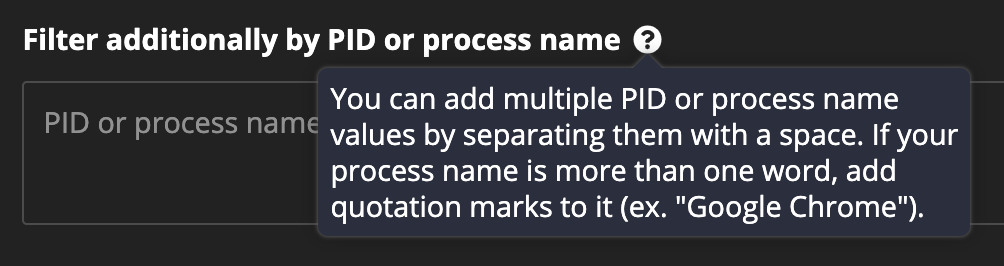 Filter additionally by PID or process name ?
PID or process name
You can add multiple PID or process name
values by separating them with a space. If your
process name is more than one word, add
quotation marks to it (ex. "Google Chrome").